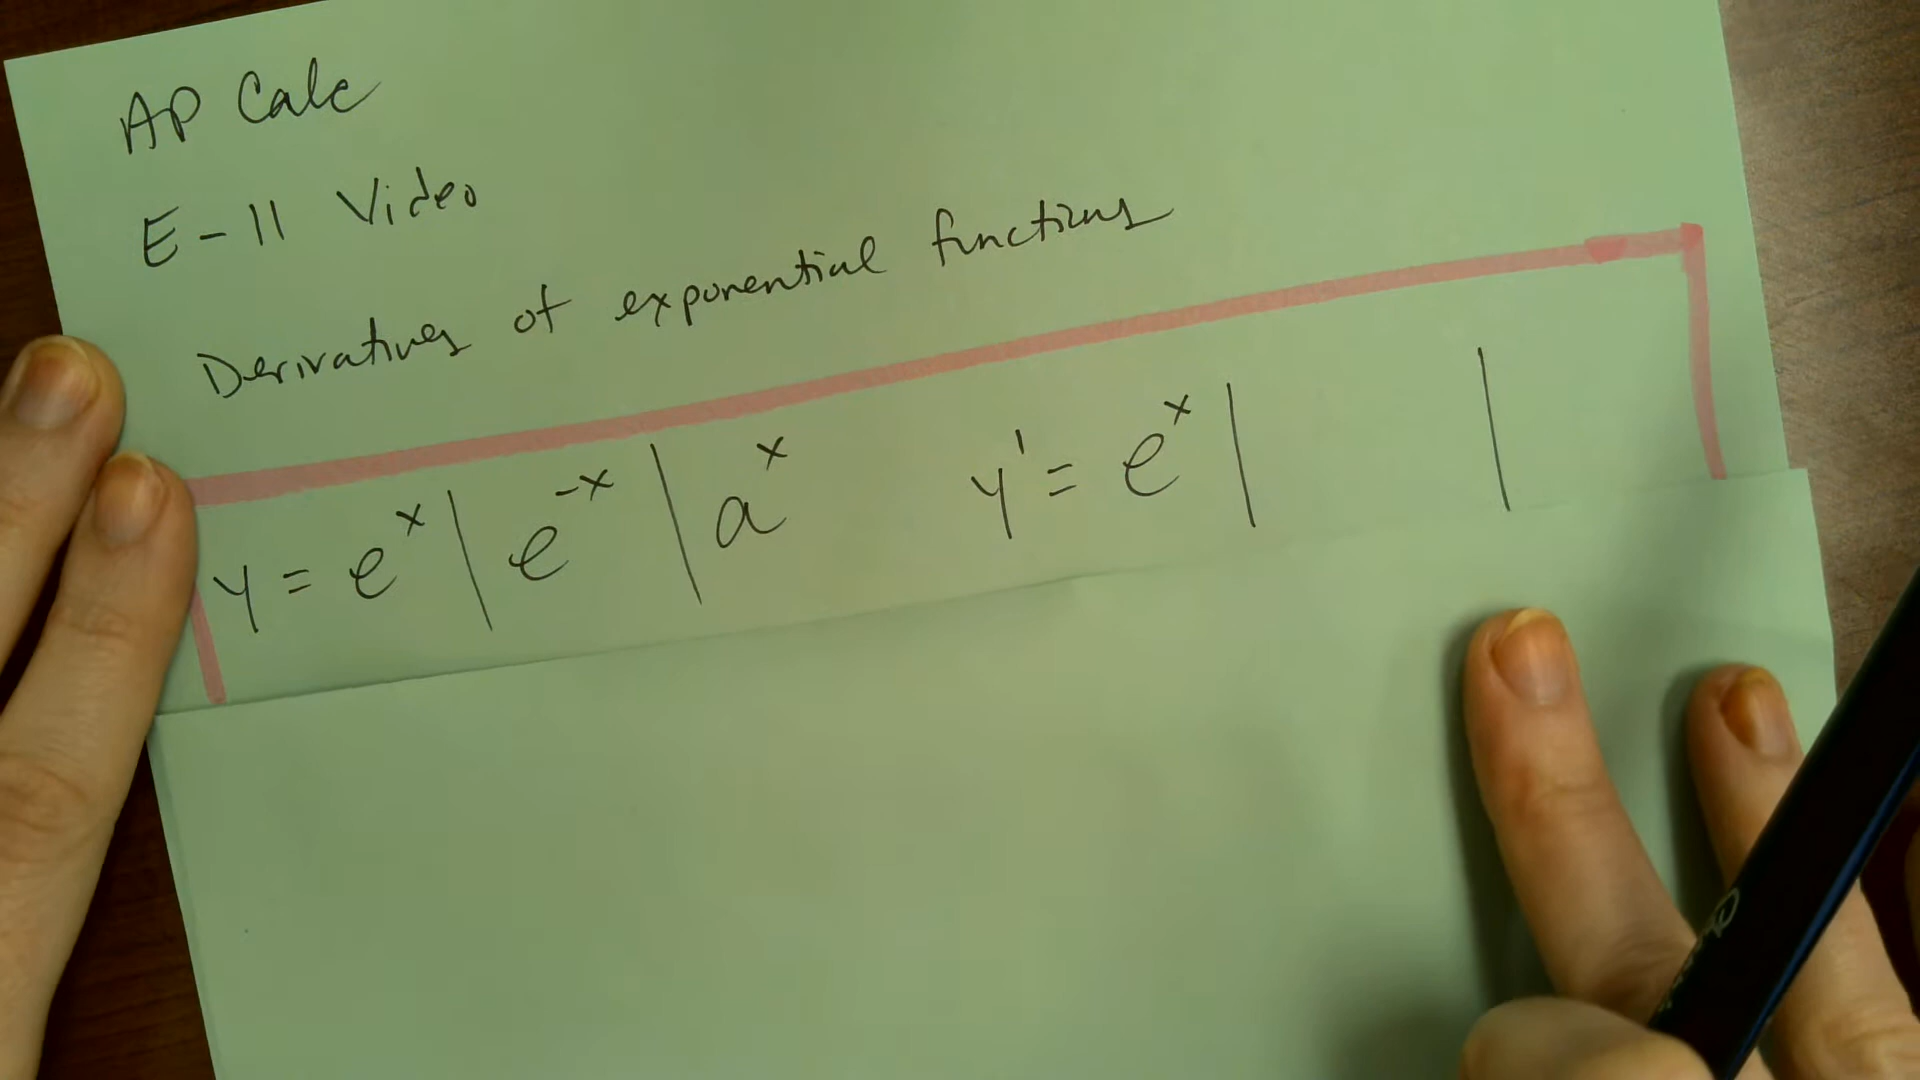 AP Calc
E-11 Video
Derivatives of exponential functions
y = e^x | e^-x | a^x y' = e^x | |